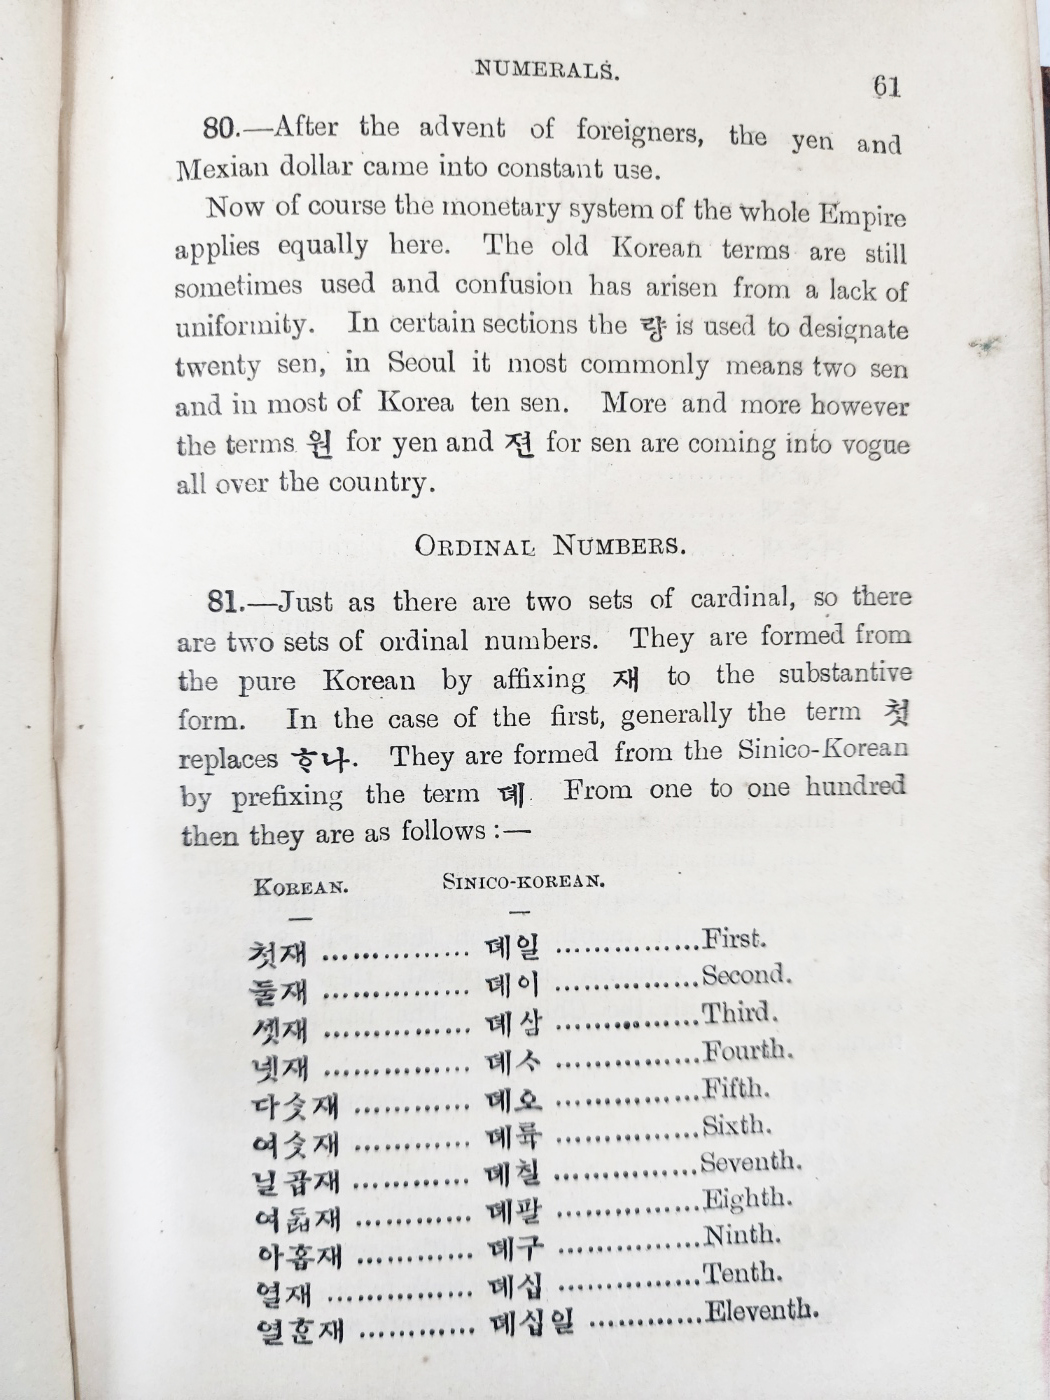 NUMERALS.
61
80.—After the advent of foreigners, the yen and
Mexian dollar came into constant use.
Now of course the monetary system of the whole Empire
applies equally here. The old Korean terms are still
sometimes used and confusion has arisen from a lack of
uniformity. In certain sections the 량 is used to designate
twenty sen, in Seoul it most commonly means two sen
and in most of Korea ten sen. More and more however
the terms 원 for yen and 젼 for sen are coming into vogue
all over the country.
ORDINAL NUMBERS.
81.—Just as there are two sets of cardinal, so there
are two sets of ordinal numbers. They are formed from
the pure Korean by affixing 재 to the substantive
form. In the case of the first, generally the term 첫
replaces ᄒᆞ나. They are formed from the Sinico-Korean
by prefixing the term 뎨. From one to one hundred
then they are as follows:—
KOREAN. SINICO-KOREAN.
첫재 ............... 뎨일 ...............First.
둘재 ............... 뎨이 ...............Second.
셋재 ............... 뎨삼 ...............Third.
넷재 ............... 뎨ᄉᆞ ...............Fourth.
다ᄉᆞᆺ재 ............ 뎨오 ...............Fifth.
여ᄉᆞᆺ재 ............ 뎨륙 ...............Sixth.
닐곱재 ............ 뎨칠 ...............Seventh.
여ᄃᆞᆲ재 ............ 뎨팔 ...............Eighth.
아홉재 ............ 뎨구 ...............Ninth.
열재 ............... 뎨십 ...............Tenth.
열ᄒᆞᆫ재 ............ 뎨십일 ............Eleventh.